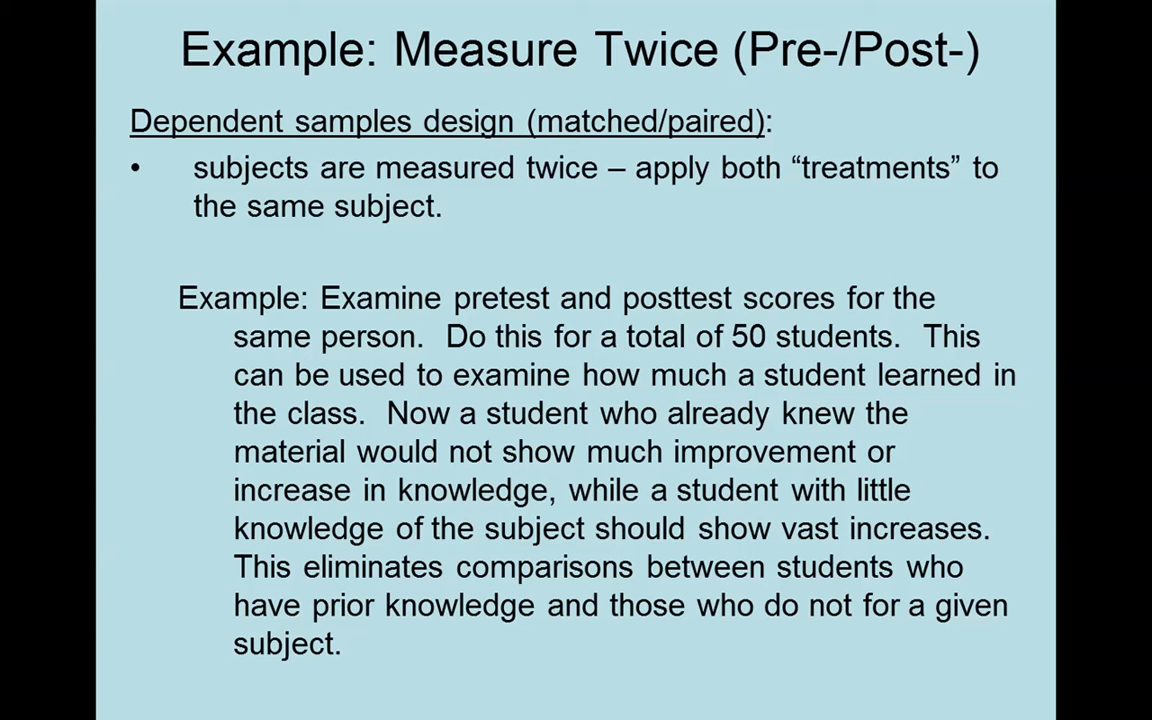 Example: Measure Twice (Pre-/Post-)
Dependent samples design (matched/paired):
• subjects are measured twice – apply both “treatments” to
the same subject.
Example: Examine pretest and posttest scores for the
same person. Do this for a total of 50 students. This
can be used to examine how much a student learned in
the class. Now a student who already knew the
material would not show much improvement or
increase in knowledge, while a student with little
knowledge of the subject should show vast increases.
This eliminates comparisons between students who
have prior knowledge and those who do not for a given
subject.